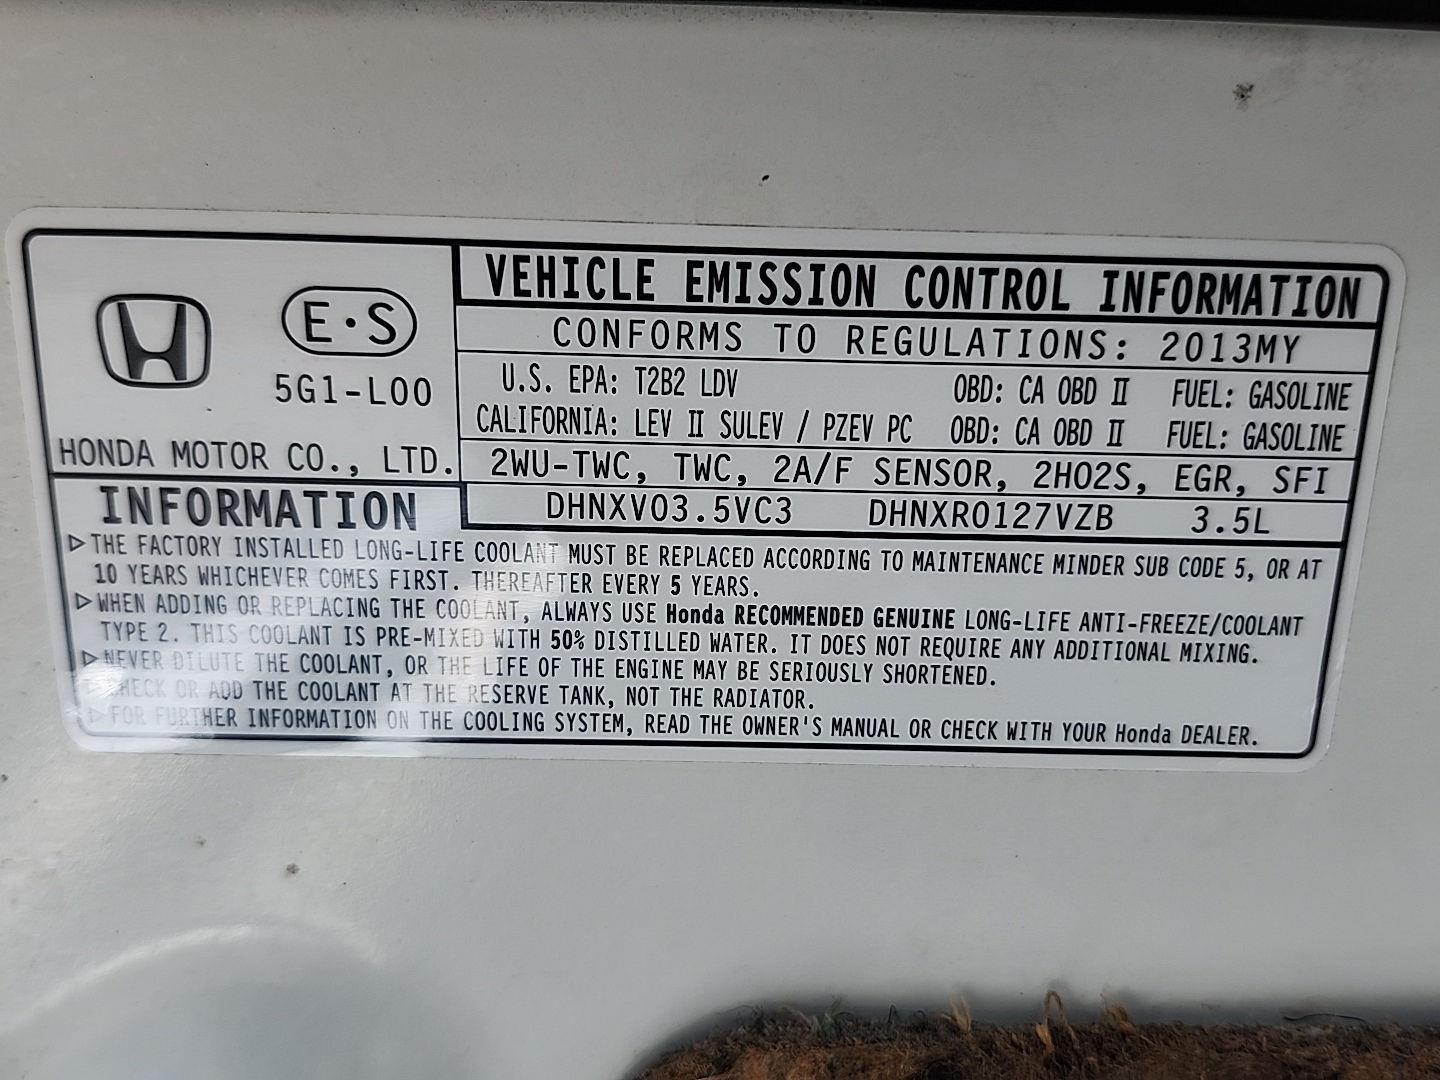 VEHICLE EMISSION CONTROL INFORMATION
E·S
5G1-L00
HONDA MOTOR CO., LTD.
CONFORMS TO REGULATIONS: 2013MY
U.S. EPA: T2B2 LDV OBD: CA OBD II FUEL: GASOLINE
CALIFORNIA: LEV II SULEV / PZEV PC OBD: CA OBD II FUEL: GASOLINE
2WU-TWC, TWC, 2A/F SENSOR, 2HO2S, EGR, SFI
DHNXV03.5VC3 DHNXR0127VZB 3.5L
INFORMATION
▷THE FACTORY INSTALLED LONG-LIFE COOLANT MUST BE REPLACED ACCORDING TO MAINTENANCE MINDER SUB CODE 5, OR AT
10 YEARS WHICHEVER COMES FIRST. THEREAFTER EVERY 5 YEARS.
▷WHEN ADDING OR REPLACING THE COOLANT, ALWAYS USE Honda RECOMMENDED GENUINE LONG-LIFE ANTI-FREEZE/COOLANT
TYPE 2. THIS COOLANT IS PRE-MIXED WITH 50% DISTILLED WATER. IT DOES NOT REQUIRE ANY ADDITIONAL MIXING.
▷NEVER DILUTE THE COOLANT, OR THE LIFE OF THE ENGINE MAY BE SERIOUSLY SHORTENED.
▷CHECK OR ADD THE COOLANT AT THE RESERVE TANK, NOT THE RADIATOR.
▷FOR FURTHER INFORMATION ON THE COOLING SYSTEM, READ THE OWNER'S MANUAL OR CHECK WITH YOUR Honda DEALER.